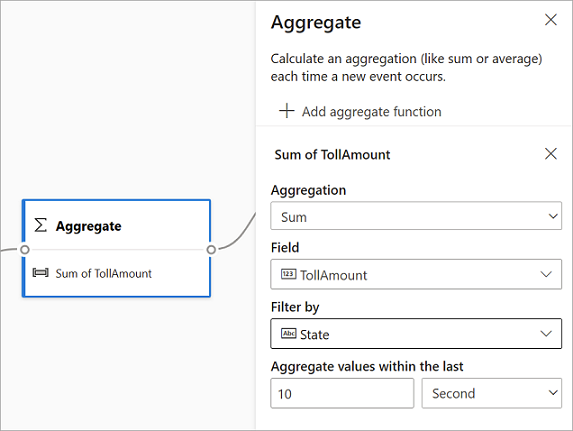 Aggregate
Calculate an aggregation (like sum or average)
each time a new event occurs.
Add aggregate function
Sum of TollAmount
Aggregation
Sum
Field
123 TollAmount
Filter by
Abc State
Aggregate values within the last
10 Second
Σ Aggregate
Sum of TollAmount